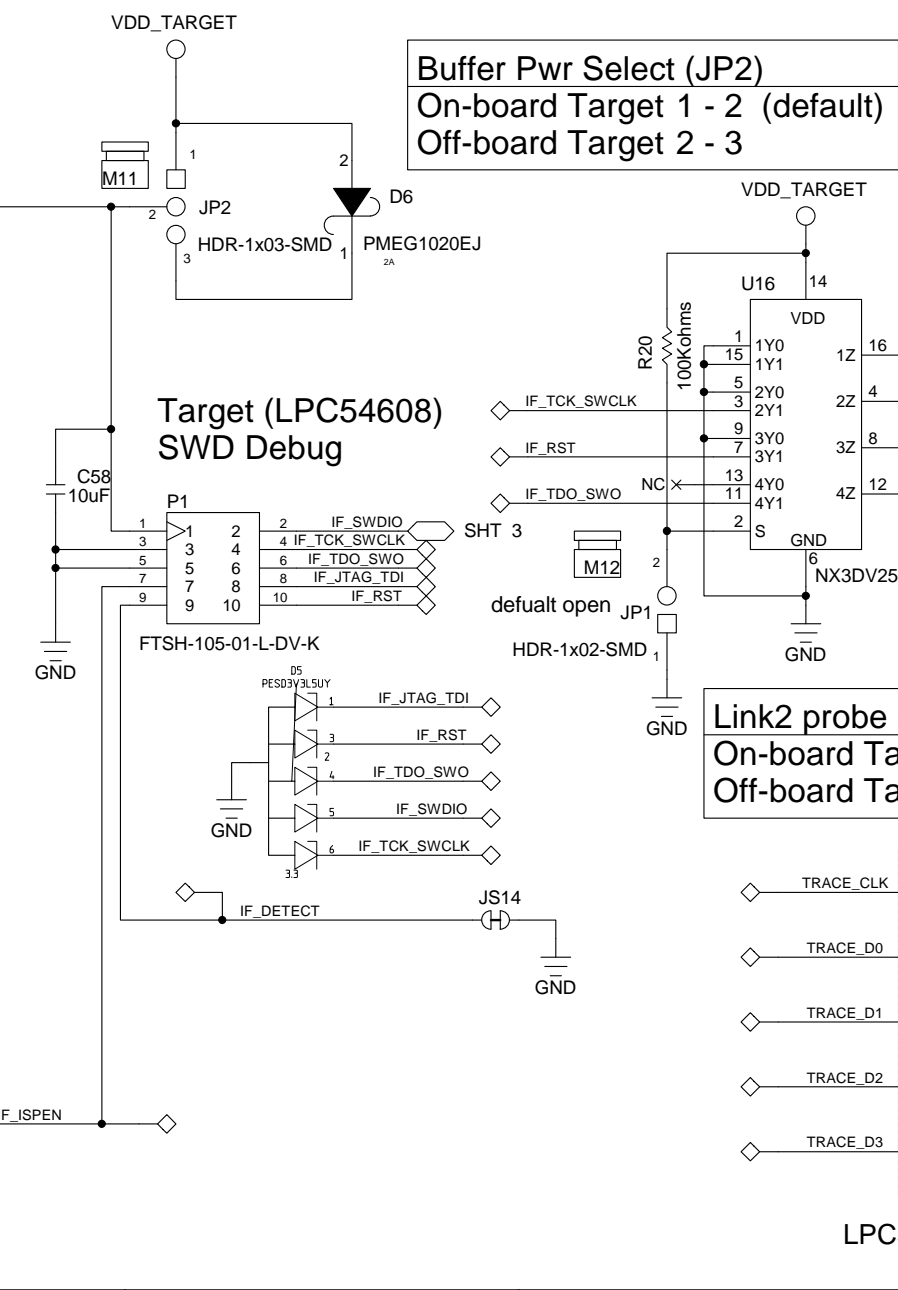 VDD_TARGET
Buffer Pwr Select (JP2)
On-board Target 1 - 2 (default)
Off-board Target 2 - 3
1
2
M11
D6
VDD_TARGET
2
JP2
3
HDR-1x03-SMD
1
PMEG1020EJ
2A
U16
14
VDD
R20
100Kohms
1 1Y0
15 1Y1
1Z 16
5 2Y0
3 2Y1
2Z 4
IF_TCK_SWCLK
9 3Y0
7 3Y1
3Z 8
IF_RST
13 4Y0
11 4Y1
4Z 12
NC
IF_TDO_SWO
2 S
GND
6
NX3DV25
GND
Target (LPC54608)
SWD Debug
C58
10uF
P1
1 1 2 2 IF_SWDIO
SHT 3
3 3 4 4 IF_TCK_SWCLK
5 5 6 6 IF_TDO_SWO
7 7 8 8 IF_JTAG_TDI
9 9 10 10 IF_RST
FTSH-105-01-L-DV-K
GND
M12
2
defualt open
JP1
HDR-1x02-SMD
1
GND
D5
PESD3V3L5UY
1 IF_JTAG_TDI
3 IF_RST
2
4 IF_TDO_SWO
5 IF_SWDIO
6 IF_TCK_SWCLK
3.3
GND
Link2 probe
On-board Ta
Off-board Ta
IF_DETECT
JS14
GND
TRACE_CLK
TRACE_D0
TRACE_D1
TRACE_D2
TRACE_D3
F_ISPEN
LPC